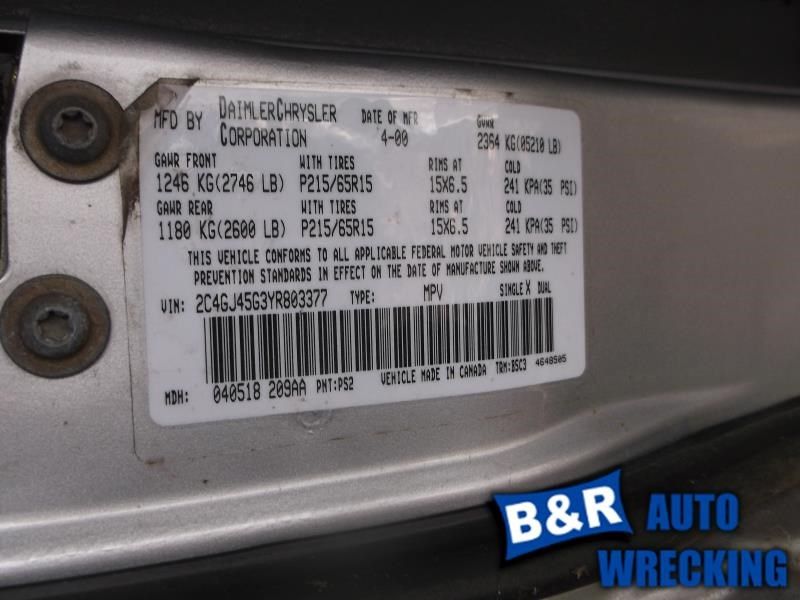 MFD BY DAIMLERCHRYSLER CORPORATION DATE OF MFR 4-00 GVWR 2364 KG(05210 LB)
GAWR FRONT WITH TIRES RIMS AT COLD
1246 KG(2746 LB) P215/65R15 15X6.5 241 KPA(35 PSI)
GAWR REAR WITH TIRES RIMS AT COLD
1180 KG(2600 LB) P215/65R15 15X6.5 241 KPA(35 PSI)
THIS VEHICLE CONFORMS TO ALL APPLICABLE FEDERAL MOTOR VEHICLE SAFETY AND THEFT
PREVENTION STANDARDS IN EFFECT ON THE DATE OF MANUFACTURE SHOWN ABOVE.
VIN: 2C4GJ45G3YR803377 TYPE: MPV SINGLE X DUAL
MDH: 040518 209AA PNT:PS2 VEHICLE MADE IN CANADA TRM:BSC3 4648505
B&R AUTO
WRECKING